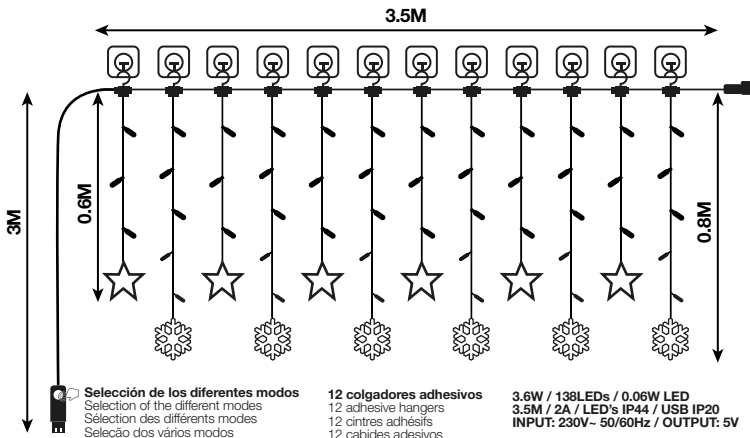 3.5M
3M
0.6M
0.8M
Selección de los diferentes modos
Selection of the different modes
Sélection des différents modes
Seleção dos vários modos
12 colgadores adhesivos
12 adhesive hangers
12 cintres adhésifs
12 cabides adesivos
3.6W / 138LEDs / 0.06W LED
3.5M / 2A / LED's IP44 / USB IP20
INPUT: 230V~ 50/60Hz / OUTPUT: 5V